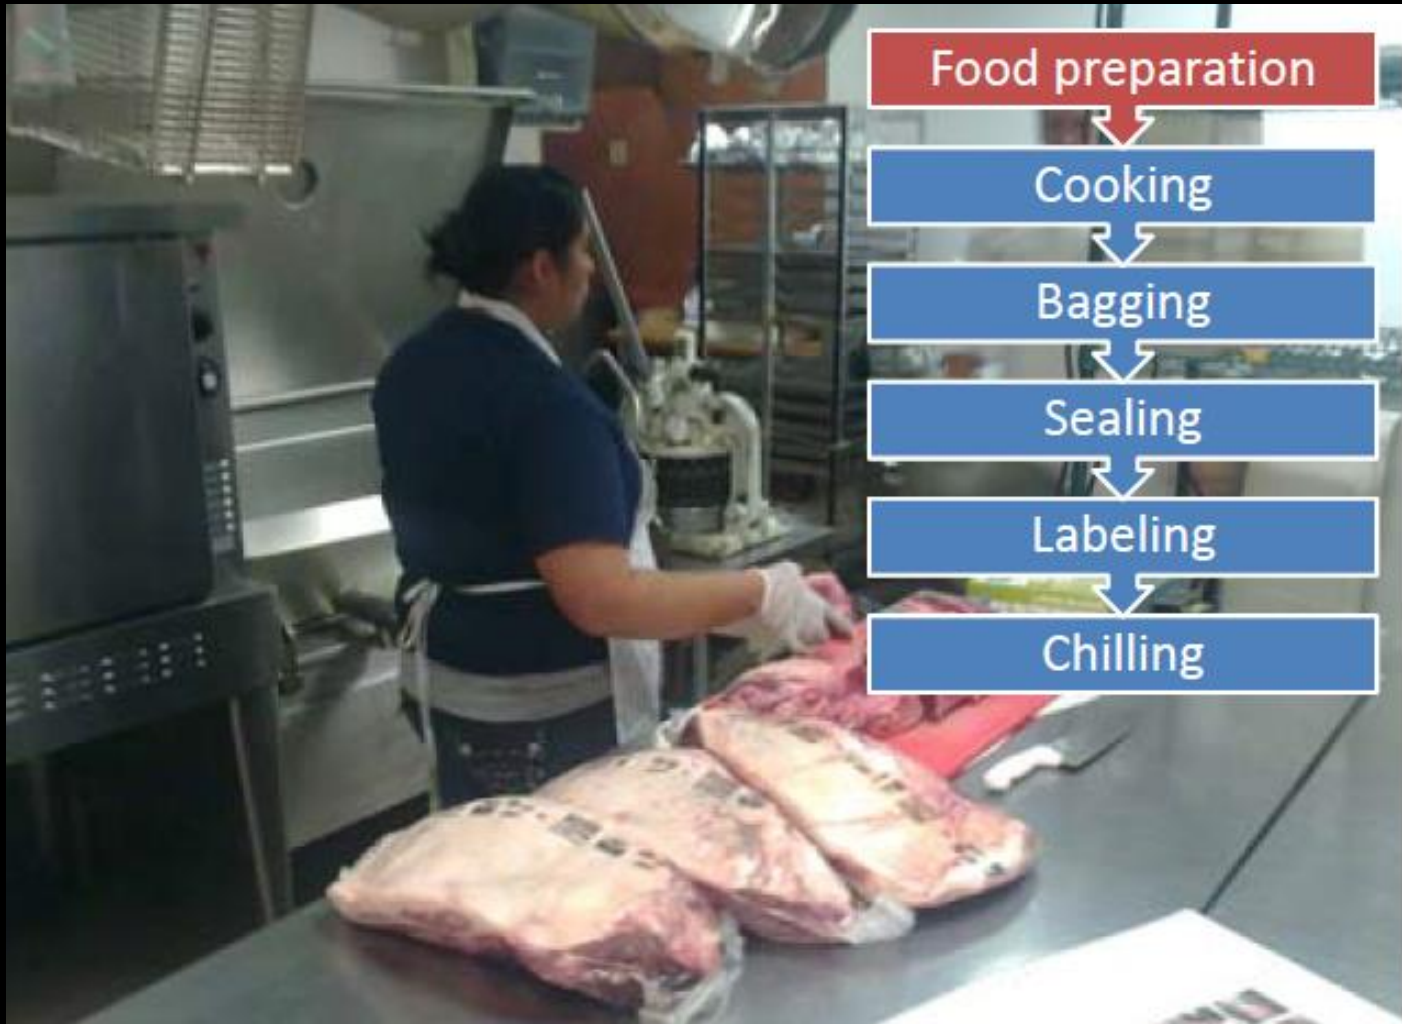 Food preparation
Cooking
Bagging
Sealing
Labeling
Chilling